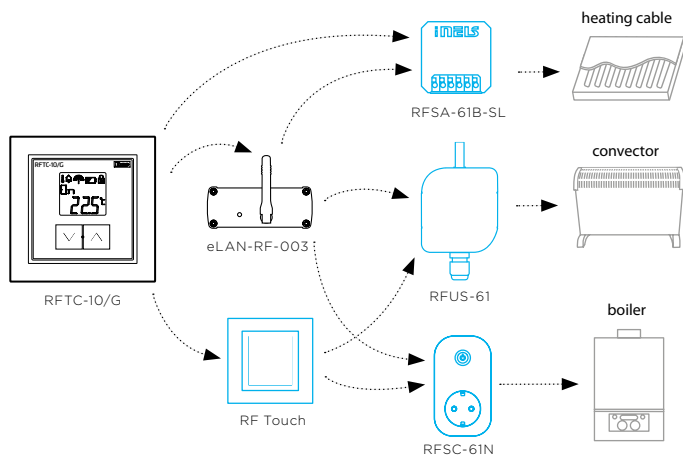 heating cable
iNELS
RFSA-61B-SL
RFTC-10/G
22.5°C
convector
eLAN-RF-003
RFUS-61
RFTC-10/G
boiler
RF Touch
RFSC-61N